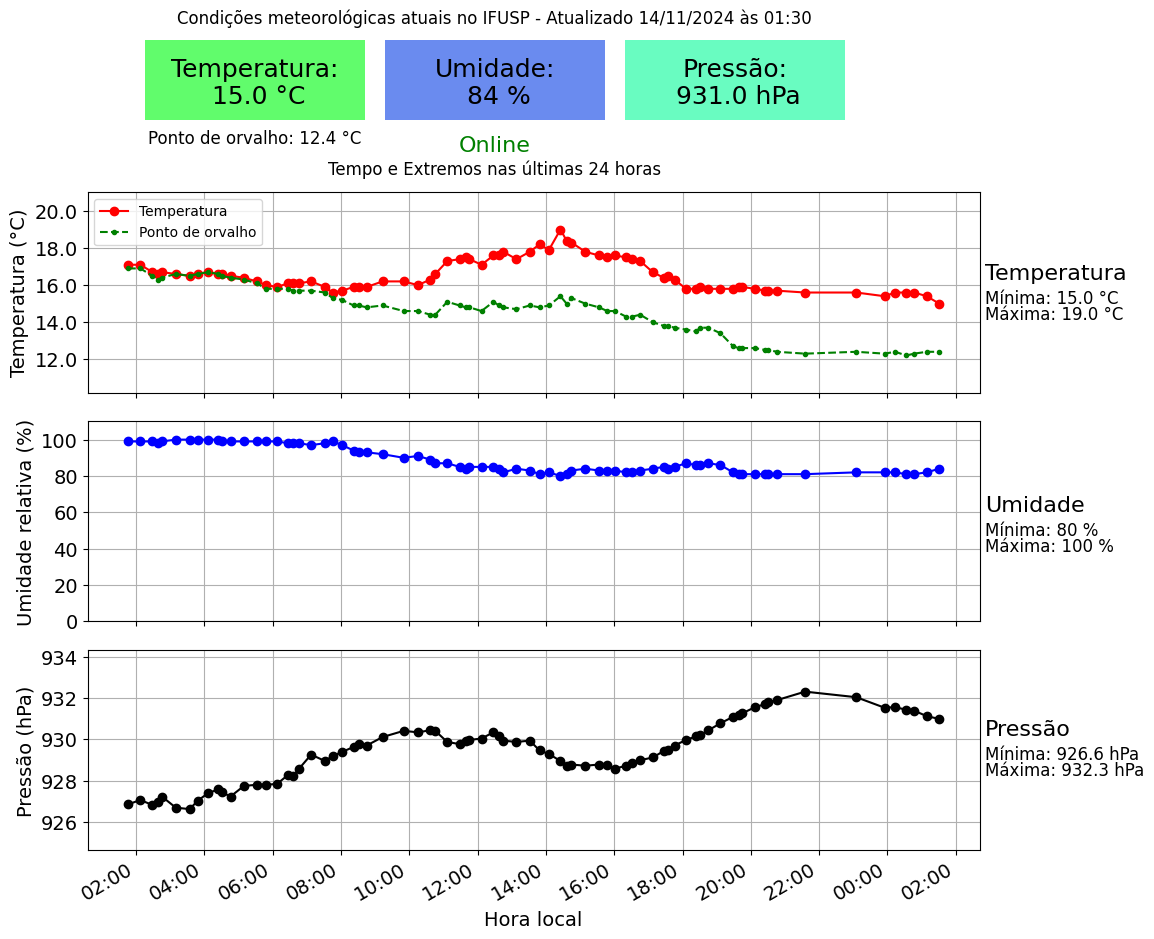 Condições meteorológicas atuais no IFUSP - Atualizado 14/11/2024 às 01:30
Temperatura:
15.0 °C
Umidade:
84 %
Pressão:
931.0 hPa
Ponto de orvalho: 12.4 °C
Online
Tempo e Extremos nas últimas 24 horas
Temperatura (°C)
20.0
18.0
16.0
14.0
12.0
Temperatura
Ponto de orvalho
Temperatura
Mínima: 15.0 °C
Máxima: 19.0 °C
Umidade relativa (%)
100
80
60
40
20
0
Umidade
Mínima: 80 %
Máxima: 100 %
Pressão (hPa)
934
932
930
928
926
Pressão
Mínima: 926.6 hPa
Máxima: 932.3 hPa
02:00 04:00 06:00 08:00 10:00 12:00 14:00 16:00 18:00 20:00 22:00 00:00 02:00
Hora local